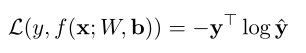 ℒ(y, f(𝐱; W, 𝐛)) = −𝐲⊤ log ŷ